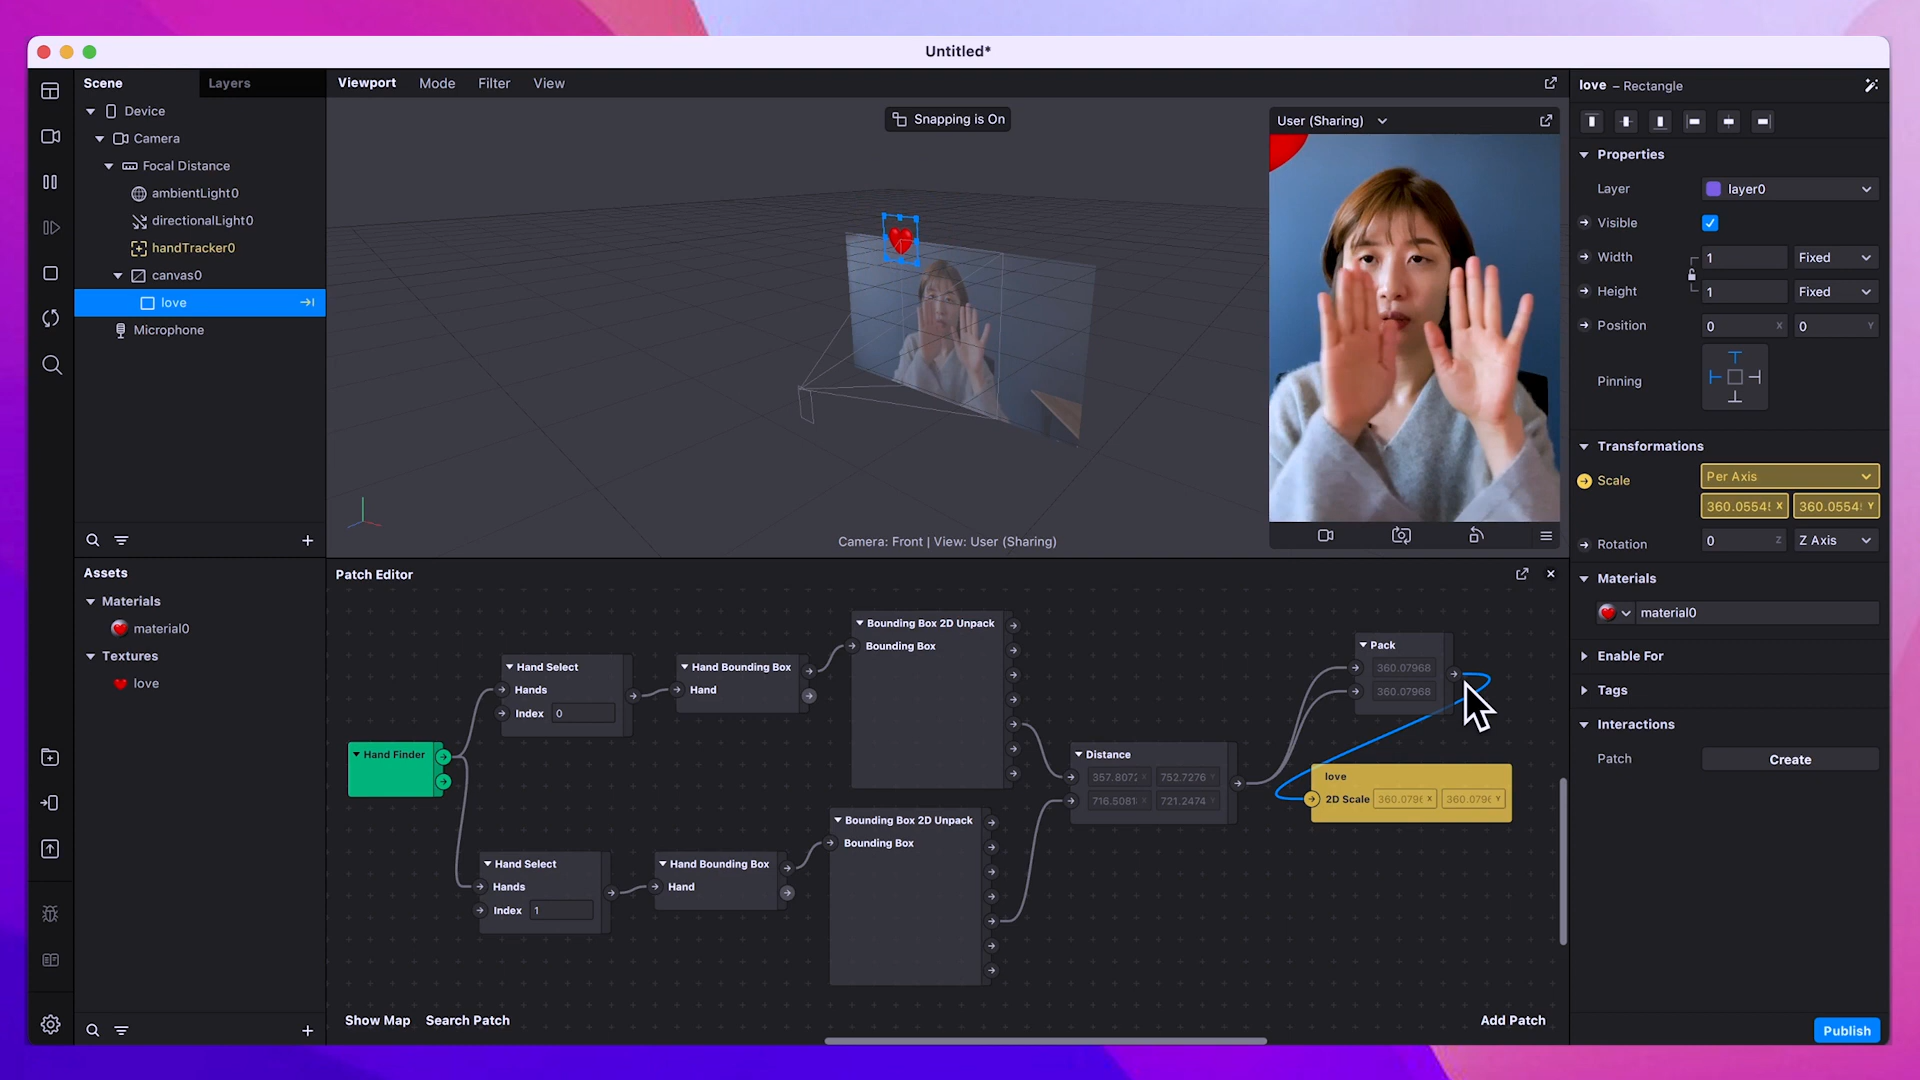 Untitled*
Scene
Layers
Device
Camera
Focal Distance
ambientLight0
directionalLight0
handTracker0
canvas0
love
Microphone
Assets
Materials
material0
Textures
love
Viewport
Mode
Filter
View
Snapping is On
User (Sharing)
Camera: Front | View: User (Sharing)
Patch Editor
Hand Finder
Hand Select
Hands
Index 0
Hand Bounding Box
Hand
Bounding Box 2D Unpack
Bounding Box
Hand Select
Hands
Index 1
Hand Bounding Box
Hand
Bounding Box 2D Unpack
Bounding Box
Distance
752.7276
721.2474
Pack
360.07968
360.07968
love
2D Scale
X
Y
Show Map
Search Patch
Add Patch
love – Rectangle
Properties
Layer layer0
Visible
Width 1 Fixed
Height 1 Fixed
Position 0 X 0 Y
Pinning
Transformations
Scale Per Axis
X
Y
Rotation 0 Z Z Axis
Materials
material0
Enable For
Tags
Interactions
Patch Create
Publish